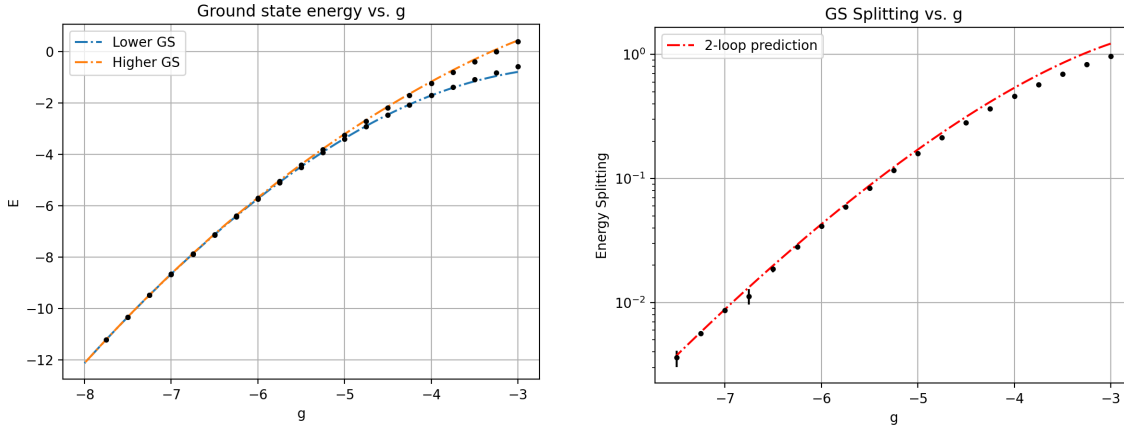 Ground state energy vs. g
Lower GS
Higher GS
E
0
−2
−4
−6
−8
−10
−12
−8
−7
−6
−5
−4
−3
g
GS Splitting vs. g
2-loop prediction
Energy Splitting
10⁰
10⁻¹
10⁻²
−7
−6
−5
−4
−3
g